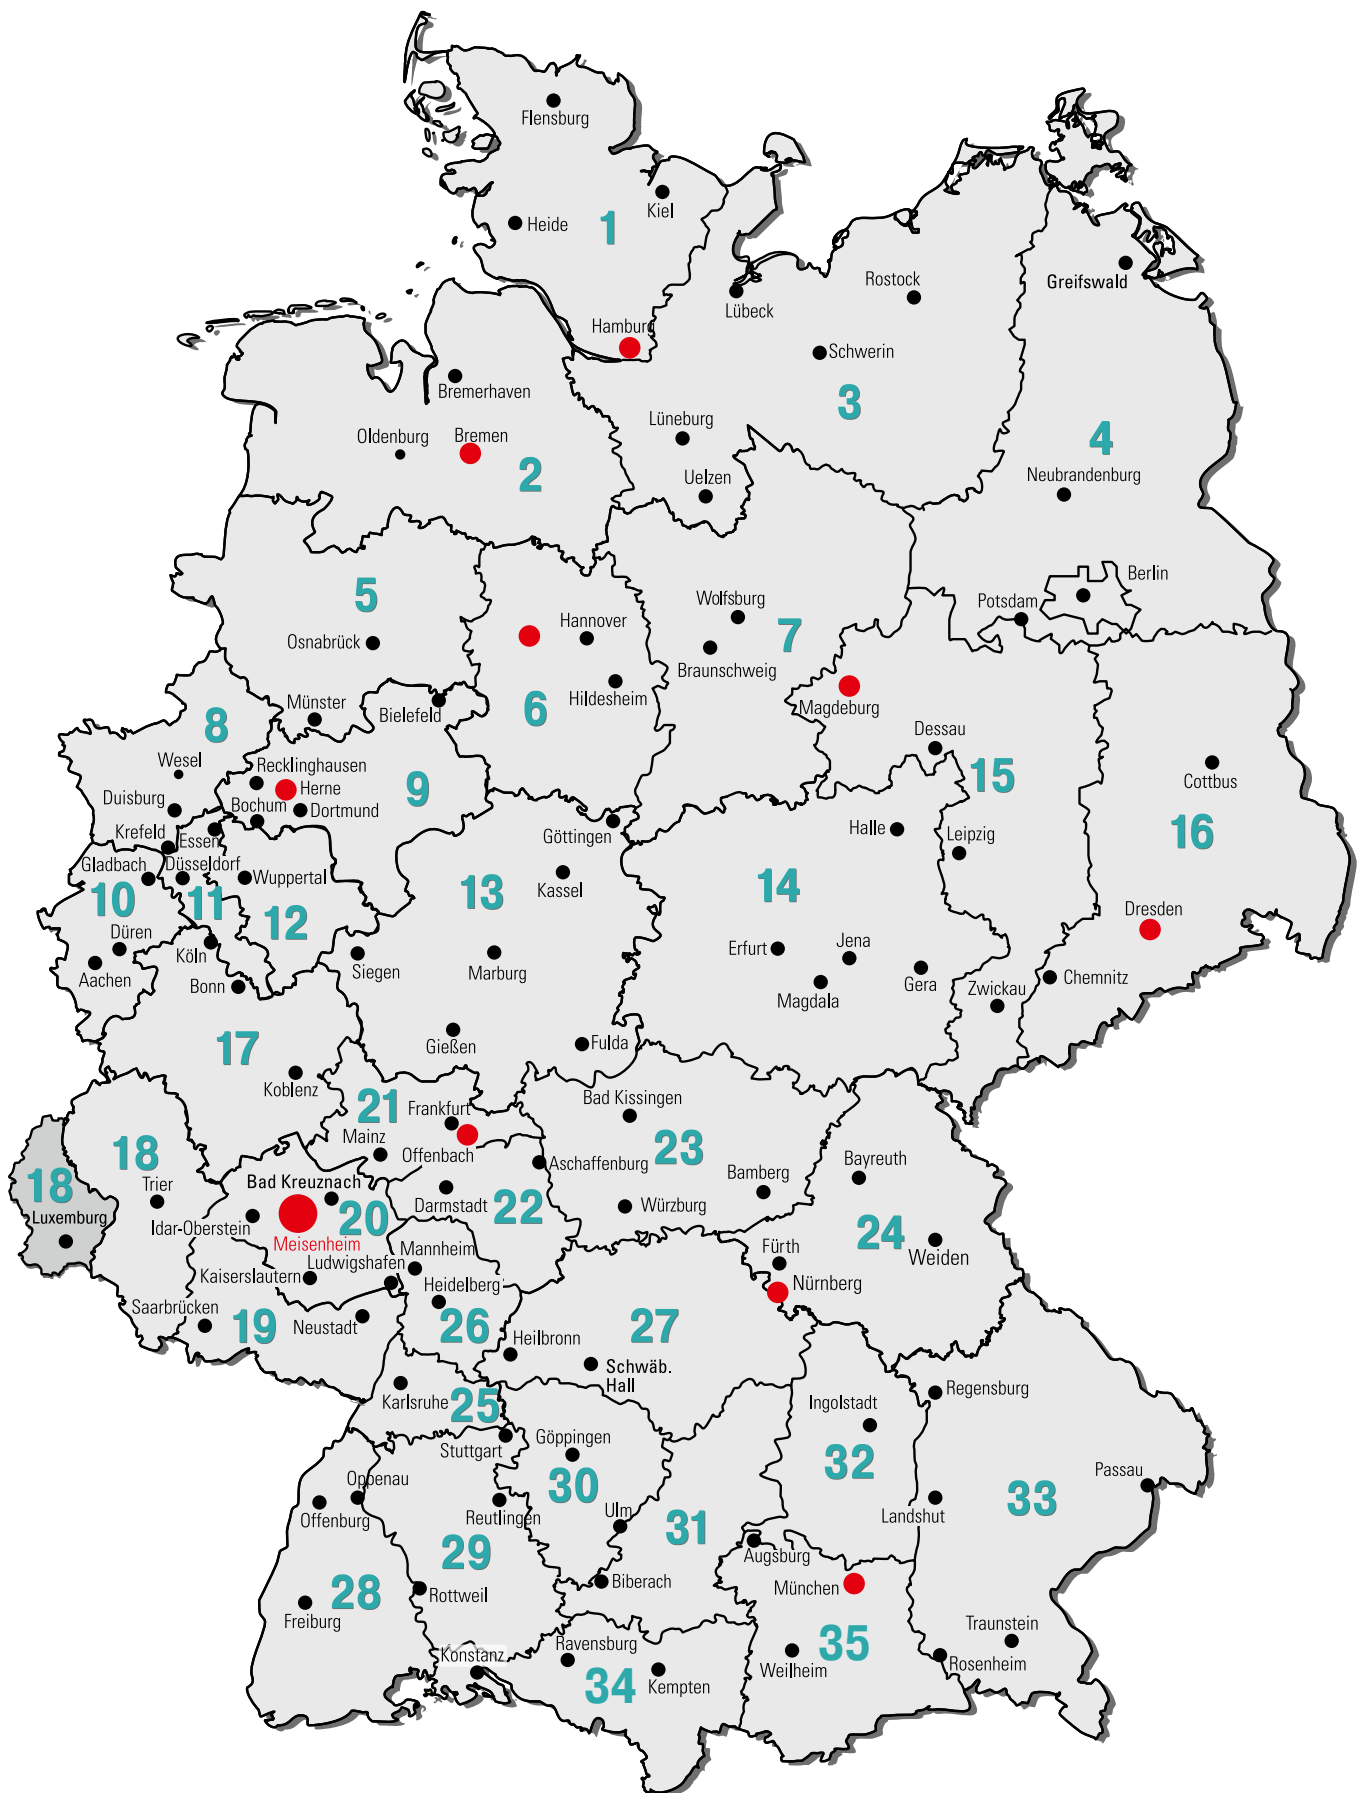 Flensburg
Kiel
Heide
1
Greifswald
Rostock
Lübeck
Hamburg
Schwerin
Bremerhaven
3
Lüneburg
Oldenburg
Bremen
4
2
Uelzen
Neubrandenburg
Berlin
5
Wolfsburg
Potsdam
Hannover
7
Osnabrück
Braunschweig
Hildesheim
Münster
Bielefeld
6
Magdeburg
8
Dessau
Wesel
Recklinghausen
9
15
Cottbus
Herne
Duisburg
Bochum
Dortmund
Krefeld
Essen
Göttingen
Halle
Leipzig
16
Gladbach
Düsseldorf
Wuppertal
Kassel
13
14
10
11
12
Dresden
Düren
Köln
Siegen
Marburg
Erfurt
Jena
Aachen
Bonn
Magdala
Gera
Zwickau
Chemnitz
17
Gießen
Fulda
Koblenz
21
Frankfurt
Bad Kissingen
Mainz
Offenbach
23
18
18
Aschaffenburg
Bamberg
Bayreuth
Trier
Bad Kreuznach
Darmstadt
22
Würzburg
Luxemburg
Idar-Oberstein
20
24
Meisenheim
Mannheim
Fürth
Weiden
Ludwigshafen
Kaiserslautern
Heidelberg
Nürnberg
Saarbrücken
19
Neustadt
26
27
Heilbronn
Schwäb.
Hall
Karlsruhe
25
Ingolstadt
Regensburg
Stuttgart
Göppingen
32
Oppenau
30
Passau
33
Offenburg
Reutlingen
Ulm
Landshut
31
29
Augsburg
28
Rottweil
Biberach
München
Freiburg
Traunstein
35
Konstanz
Ravensburg
Weilheim
Rosenheim
34
Kempten